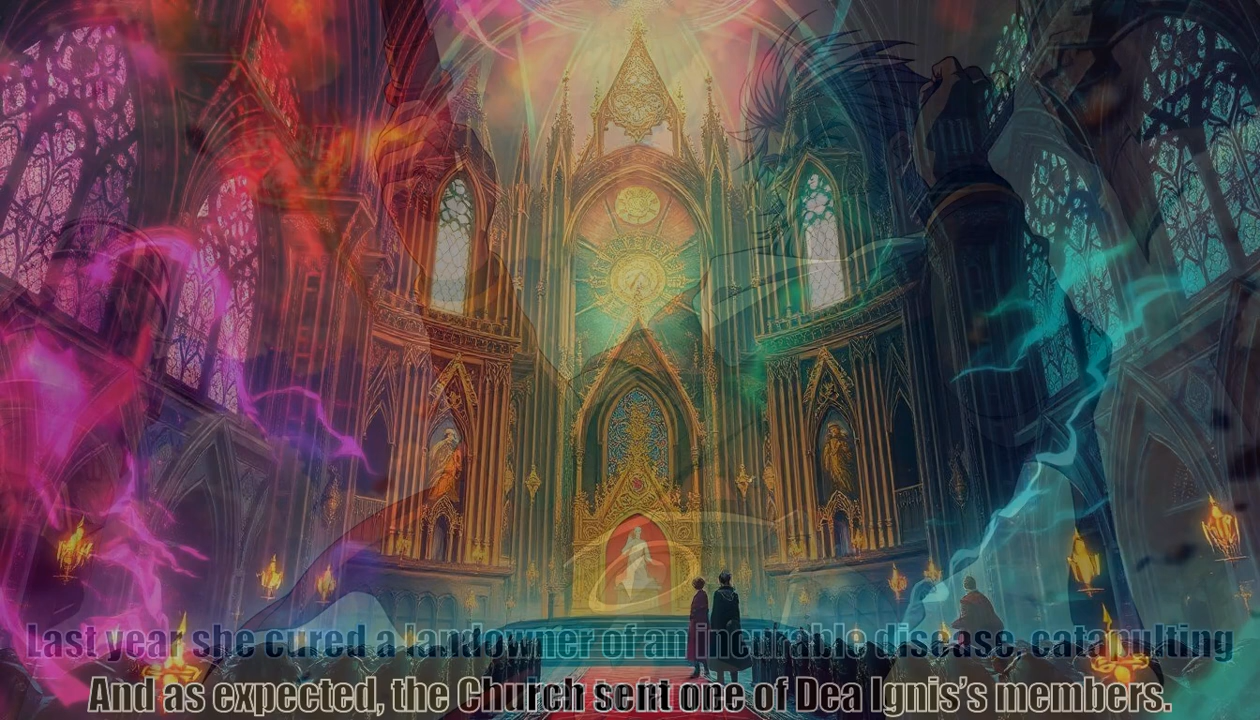 Last year she cured a landowner of an incurable disease, catapulting
And as expected, the Church sent one of Dea Ignis's members.